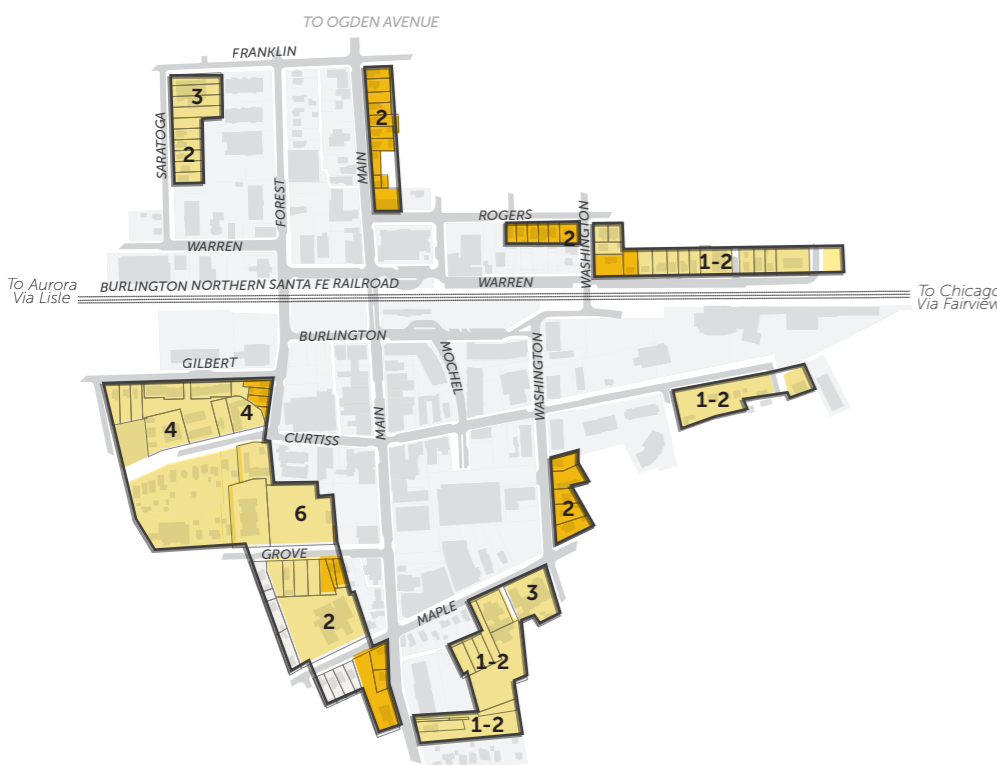 TO OGDEN AVENUE
FRANKLIN
3
2
SARATOGA
2
MAIN
FOREST
ROGERS
2
WASHINGTON
WARREN
1-2
WARREN
To Aurora
Via Lisle
BURLINGTON NORTHERN SANTA FE RAILROAD
To Chicago
Via Fairview
BURLINGTON
MOCHEL
WASHINGTON
GILBERT
1-2
4
4
MAIN
CURTISS
2
6
GROVE
2
MAPLE
3
1-2
1-2